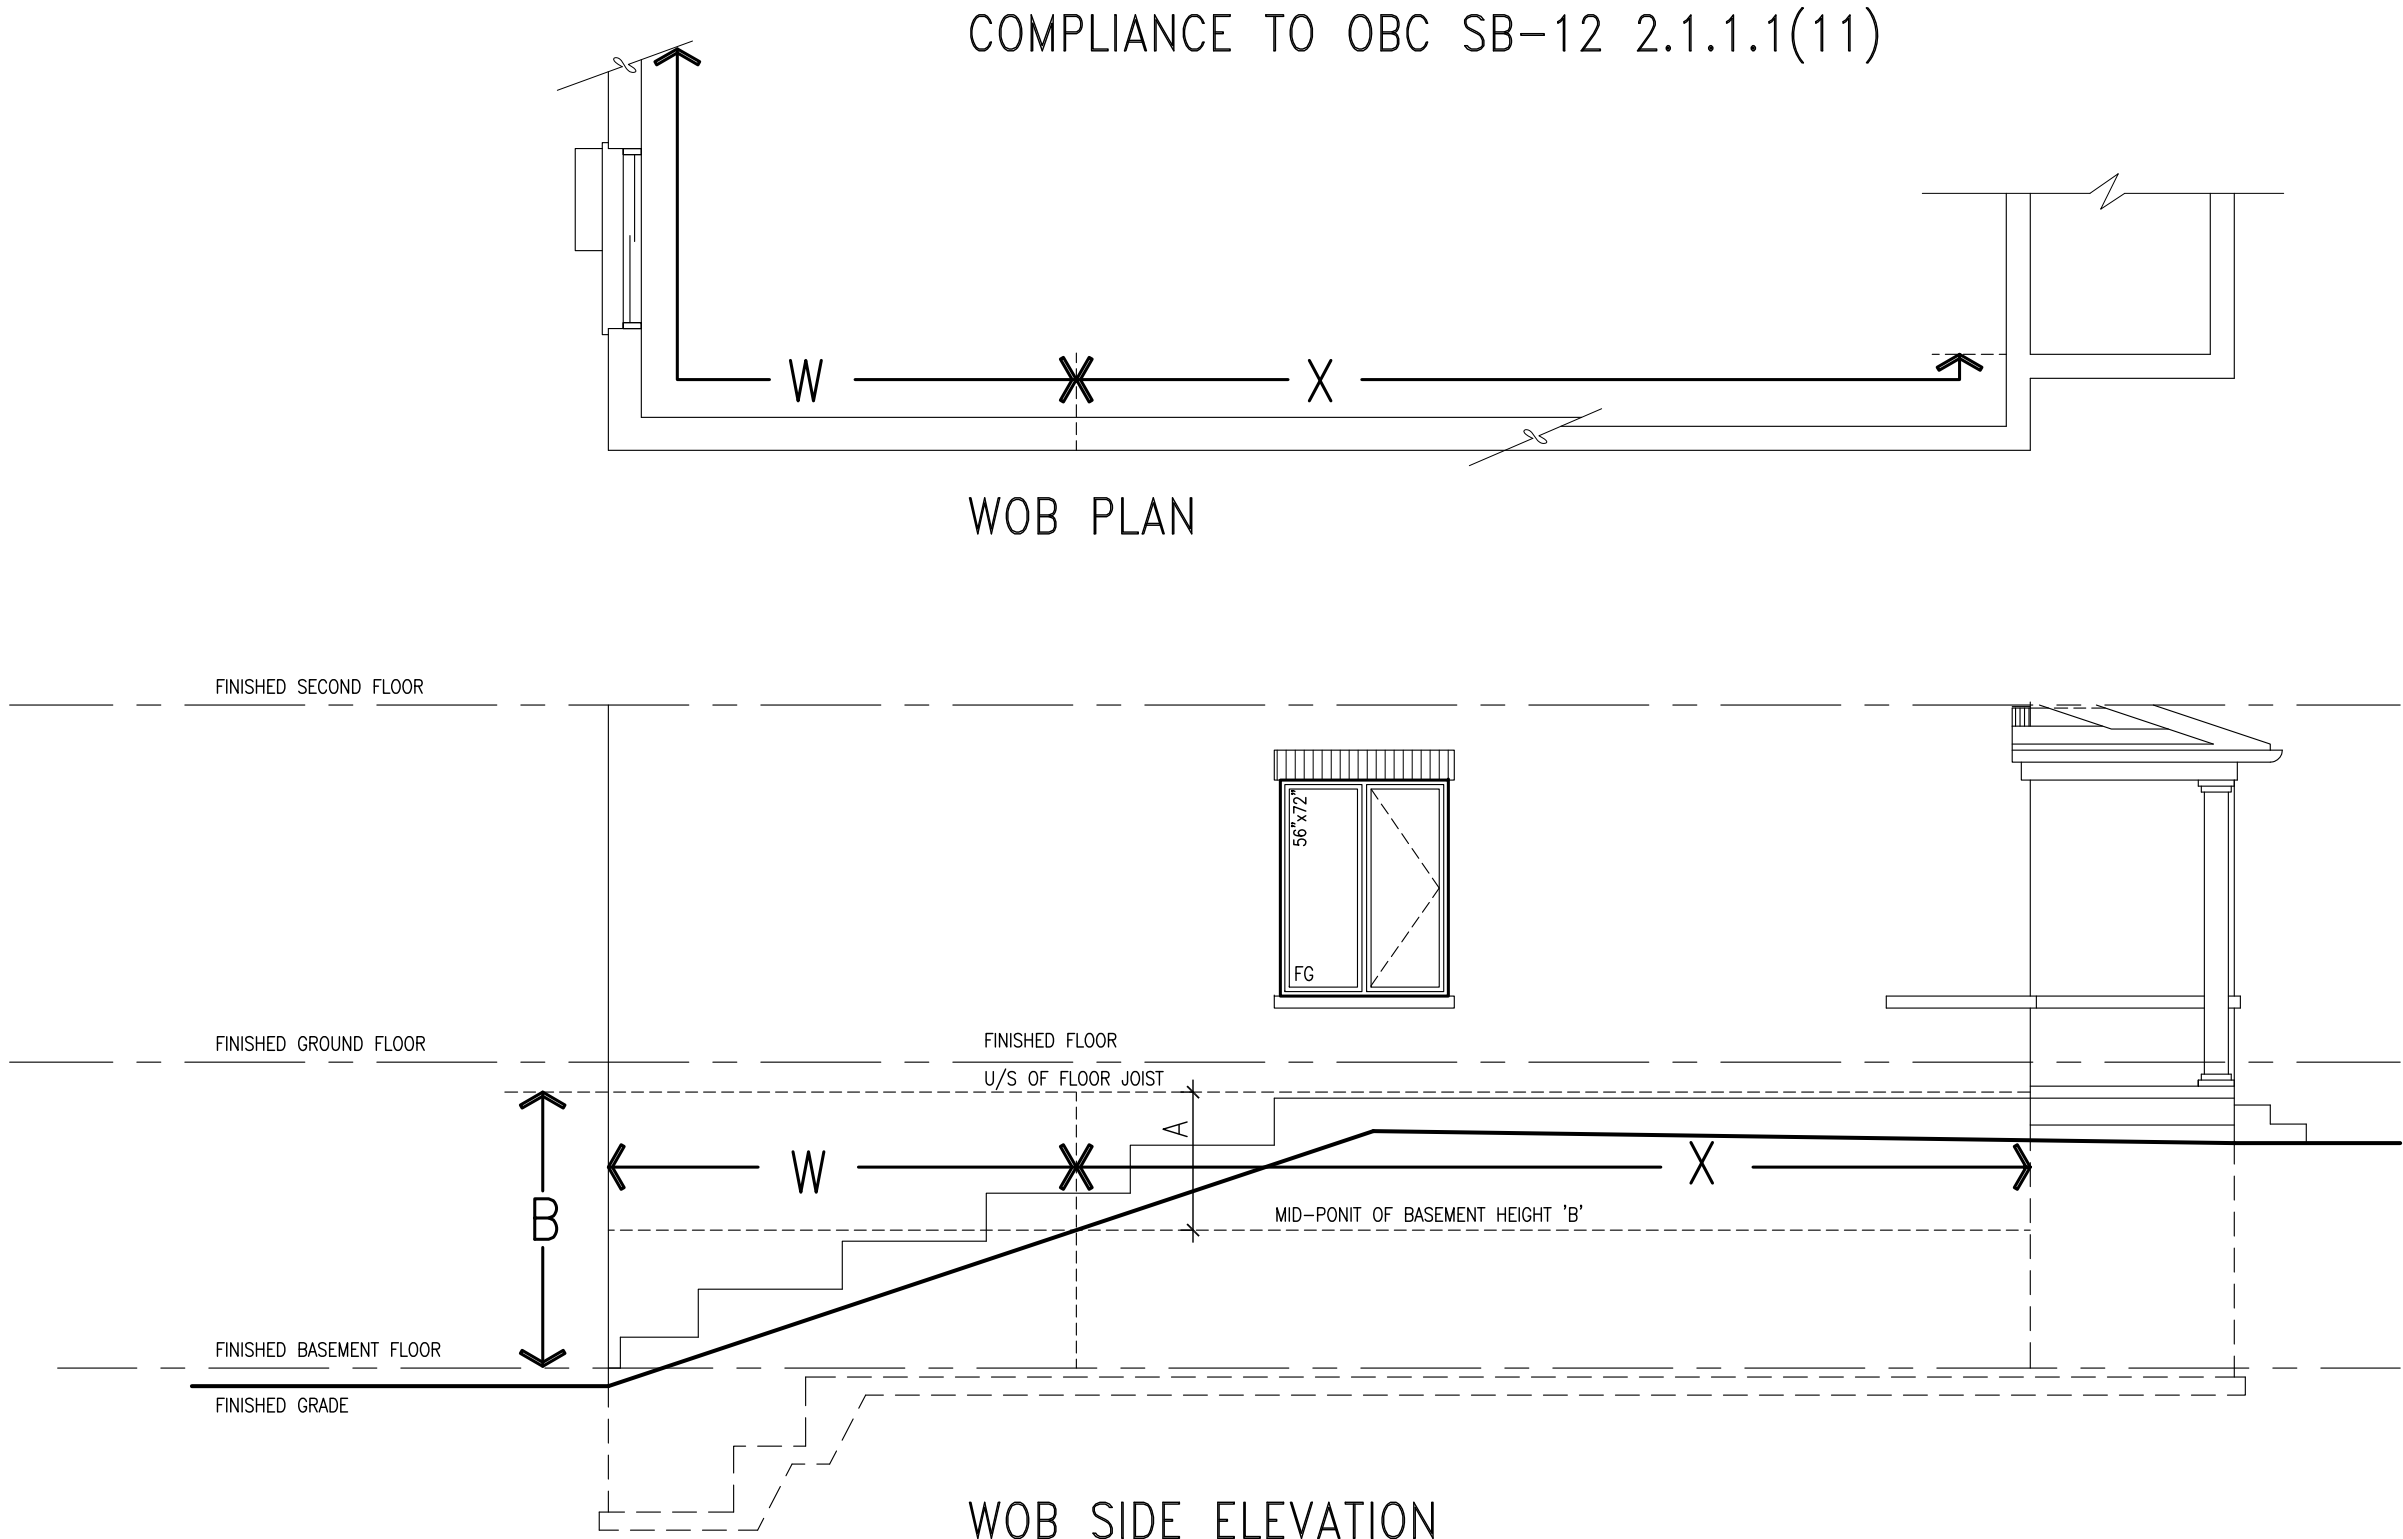 COMPLIANCE TO OBC SB-12 2.1.1.1(11)
W
X
WOB PLAN
FINISHED SECOND FLOOR
56"x72"
FG
FINISHED GROUND FLOOR
FINISHED FLOOR
U/S OF FLOOR JOIST
A
W
X
B
MID-PONIT OF BASEMENT HEIGHT 'B'
FINISHED BASEMENT FLOOR
FINISHED GRADE
WOB SIDE ELEVATION